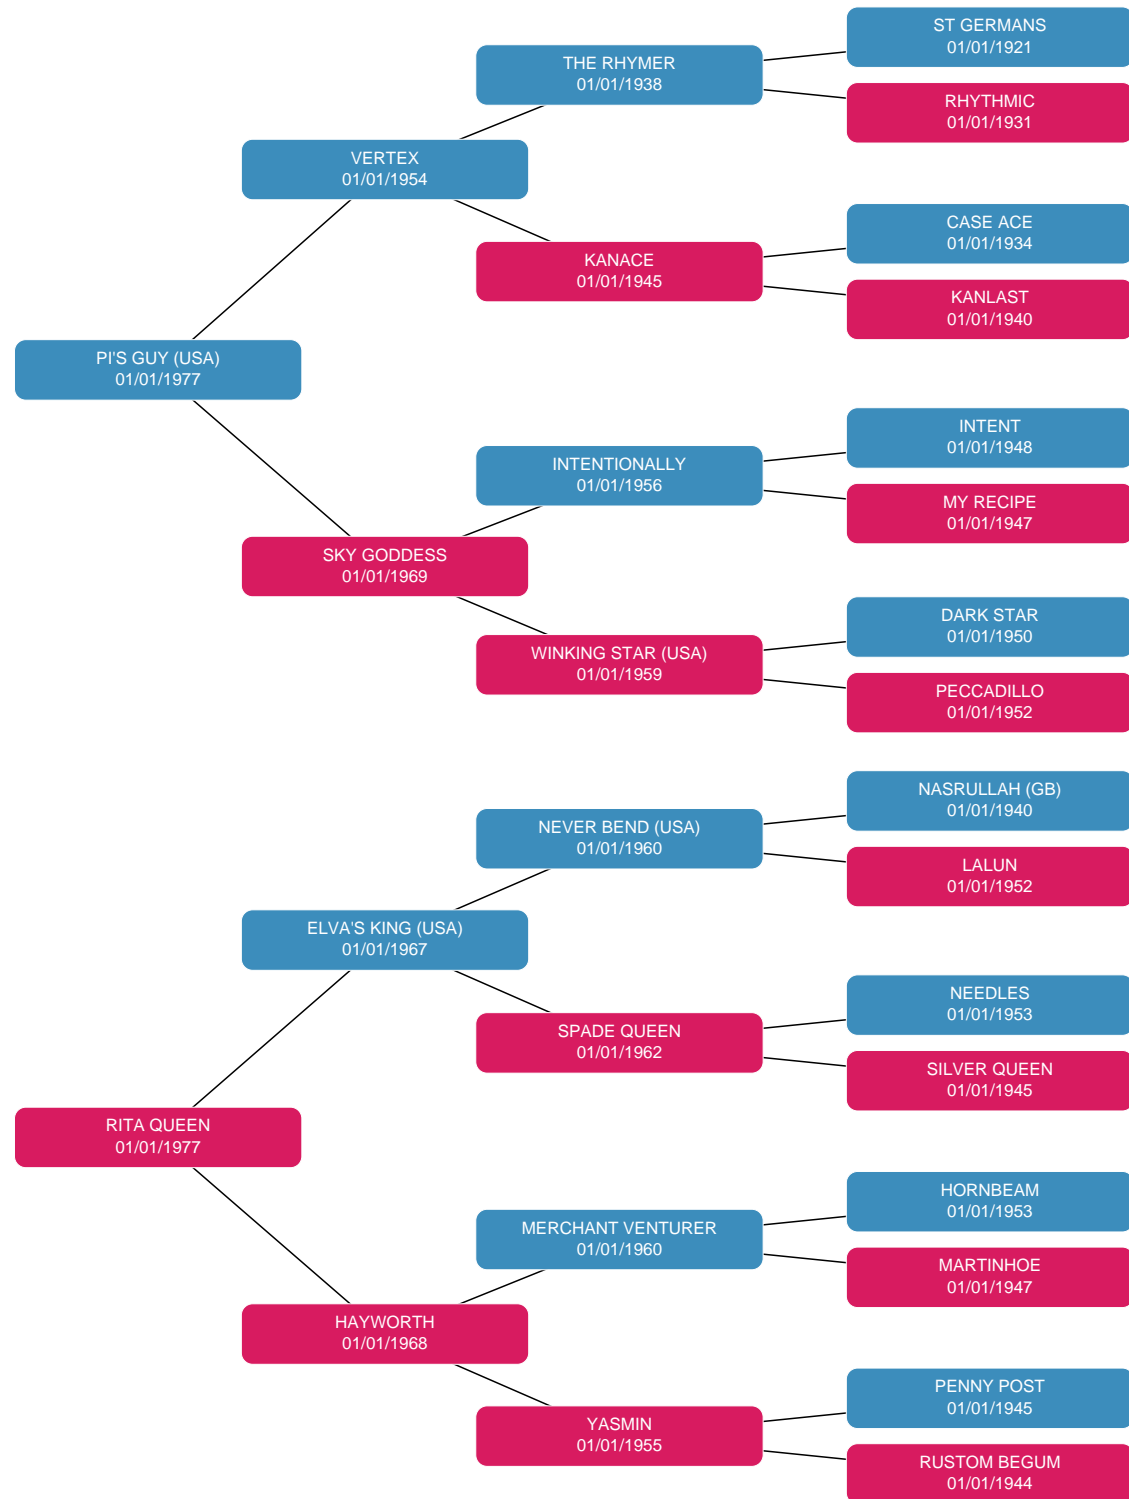 ST GERMANS
01/01/1921
THE RHYMER
01/01/1938
RHYTHMIC
01/01/1931
VERTEX
01/01/1954
CASE ACE
01/01/1934
KANACE
01/01/1945
KANLAST
01/01/1940
PI'S GUY (USA)
01/01/1977
INTENT
01/01/1948
INTENTIONALLY
01/01/1956
MY RECIPE
01/01/1947
SKY GODDESS
01/01/1969
DARK STAR
01/01/1950
WINKING STAR (USA)
01/01/1959
PECCADILLO
01/01/1952
NASRULLAH (GB)
01/01/1940
NEVER BEND (USA)
01/01/1960
LALUN
01/01/1952
ELVA'S KING (USA)
01/01/1967
NEEDLES
01/01/1953
SPADE QUEEN
01/01/1962
SILVER QUEEN
01/01/1945
RITA QUEEN
01/01/1977
HORNBEAM
01/01/1953
MERCHANT VENTURER
01/01/1960
MARTINHOE
01/01/1947
HAYWORTH
01/01/1968
PENNY POST
01/01/1945
YASMIN
01/01/1955
RUSTOM BEGUM
01/01/1944